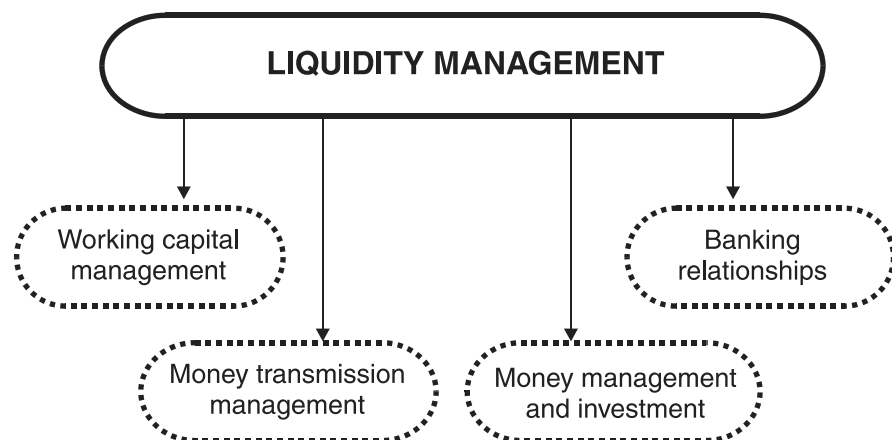 LIQUIDITY MANAGEMENT
Working capital
management
Banking
relationships
Money transmission
management
Money management
and investment